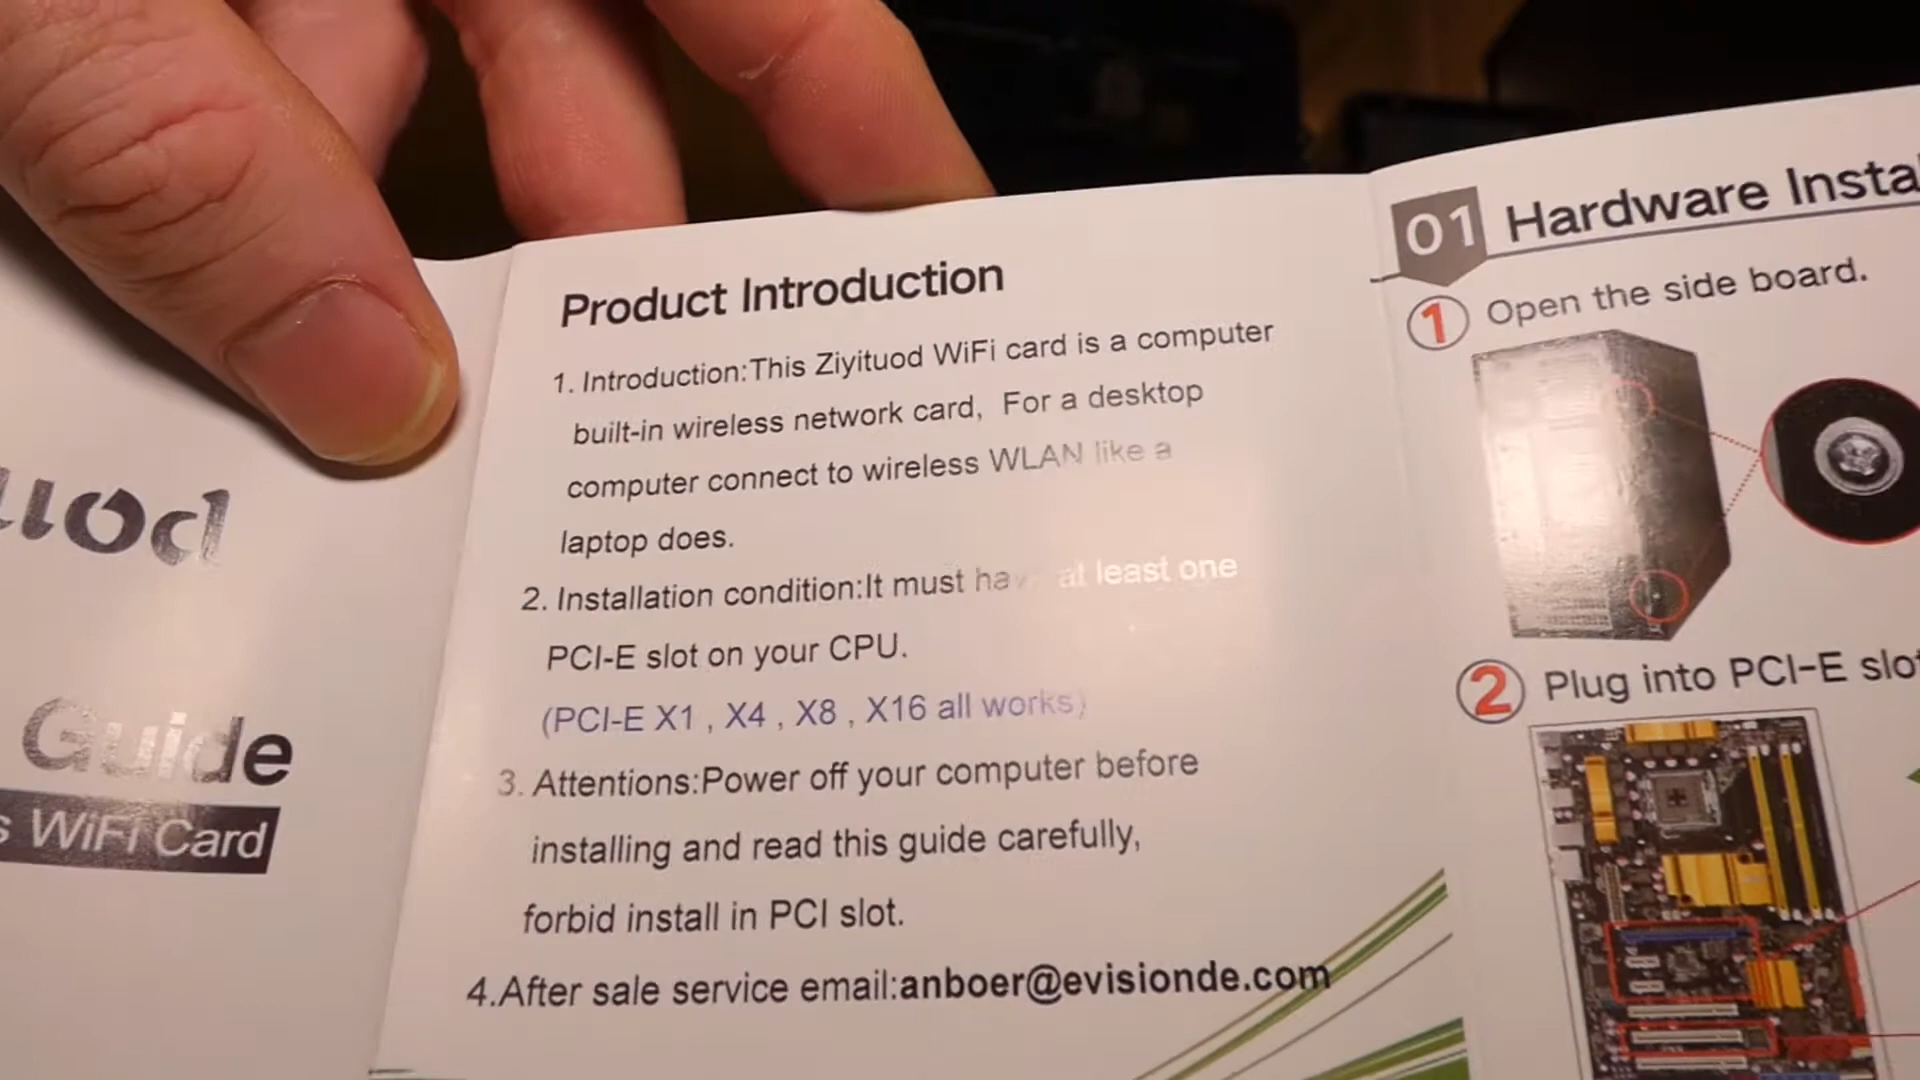 uod
Guide
s WiFi Card
Product Introduction
1. Introduction:This Ziyituod WiFi card is a computer
built-in wireless network card, For a desktop
computer connect to wireless WLAN like a
laptop does.
2. Installation condition:It must have at least one
PCI-E slot on your CPU.
(PCI-E X1 , X4 , X8 , X16 all works)
3. Attentions:Power off your computer before
installing and read this guide carefully,
forbid install in PCI slot.
4.After sale service email:anboer@evisionde.com
01 Hardware Insta
1 Open the side board.
2 Plug into PCI-E slo